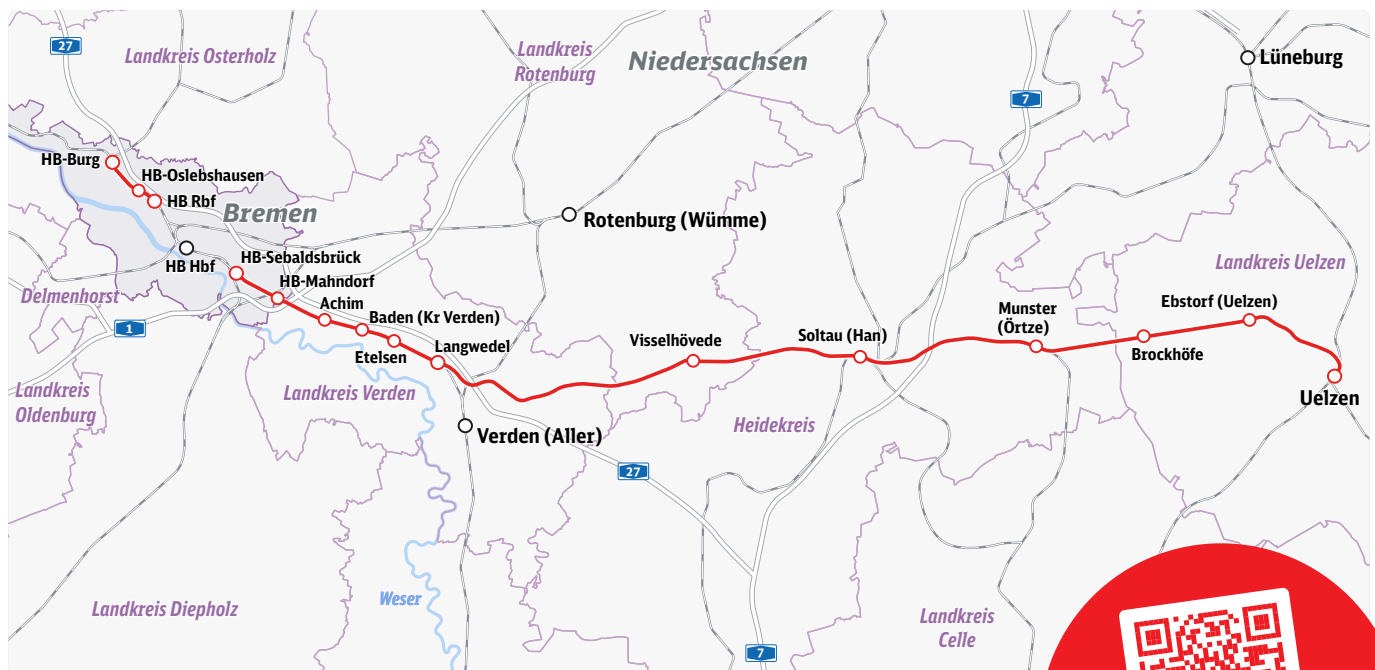 27
Landkreis Osterholz
Landkreis
Rotenburg
Niedersachsen
Lüneburg
7
HB-Burg
HB-Oslebshausen
HB Rbf
Bremen
Rotenburg (Wümme)
HB Hbf
HB-Sebaldsbrück
Landkreis Uelzen
HB-Mahndorf
Delmenhorst
Achim
Baden (Kr Verden)
Ebstorf (Uelzen)
1
Munster
(Örtze)
Etelsen
Langwedel
Visselhövede
Soltau (Han)
Brockhöfe
Landkreis
Oldenburg
Landkreis Verden
Uelzen
Heidekreis
Verden (Aller)
27
Weser
Landkreis Diepholz
Landkreis
Celle
7